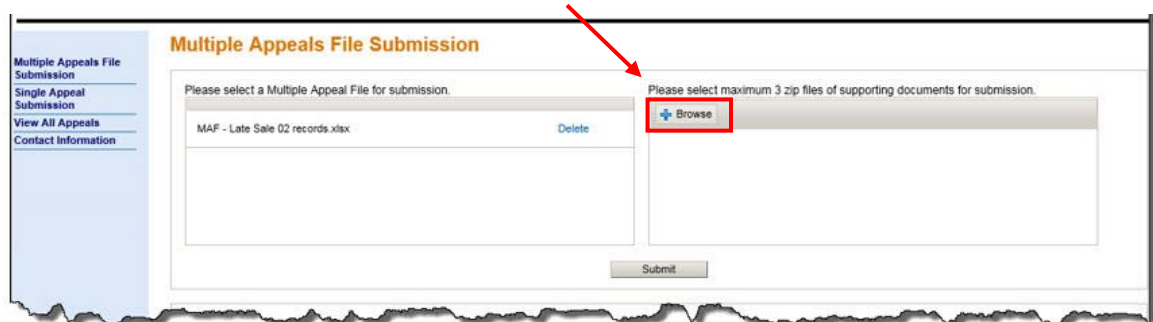 Multiple Appeals File
Submission
Single Appeal
Submission
View All Appeals
Contact Information
Multiple Appeals File Submission
Please select a Multiple Appeal File for submission.
MAF - Late Sale 02 records.xlsx Delete
Please select maximum 3 zip files of supporting documents for submission.
Browse
Submit